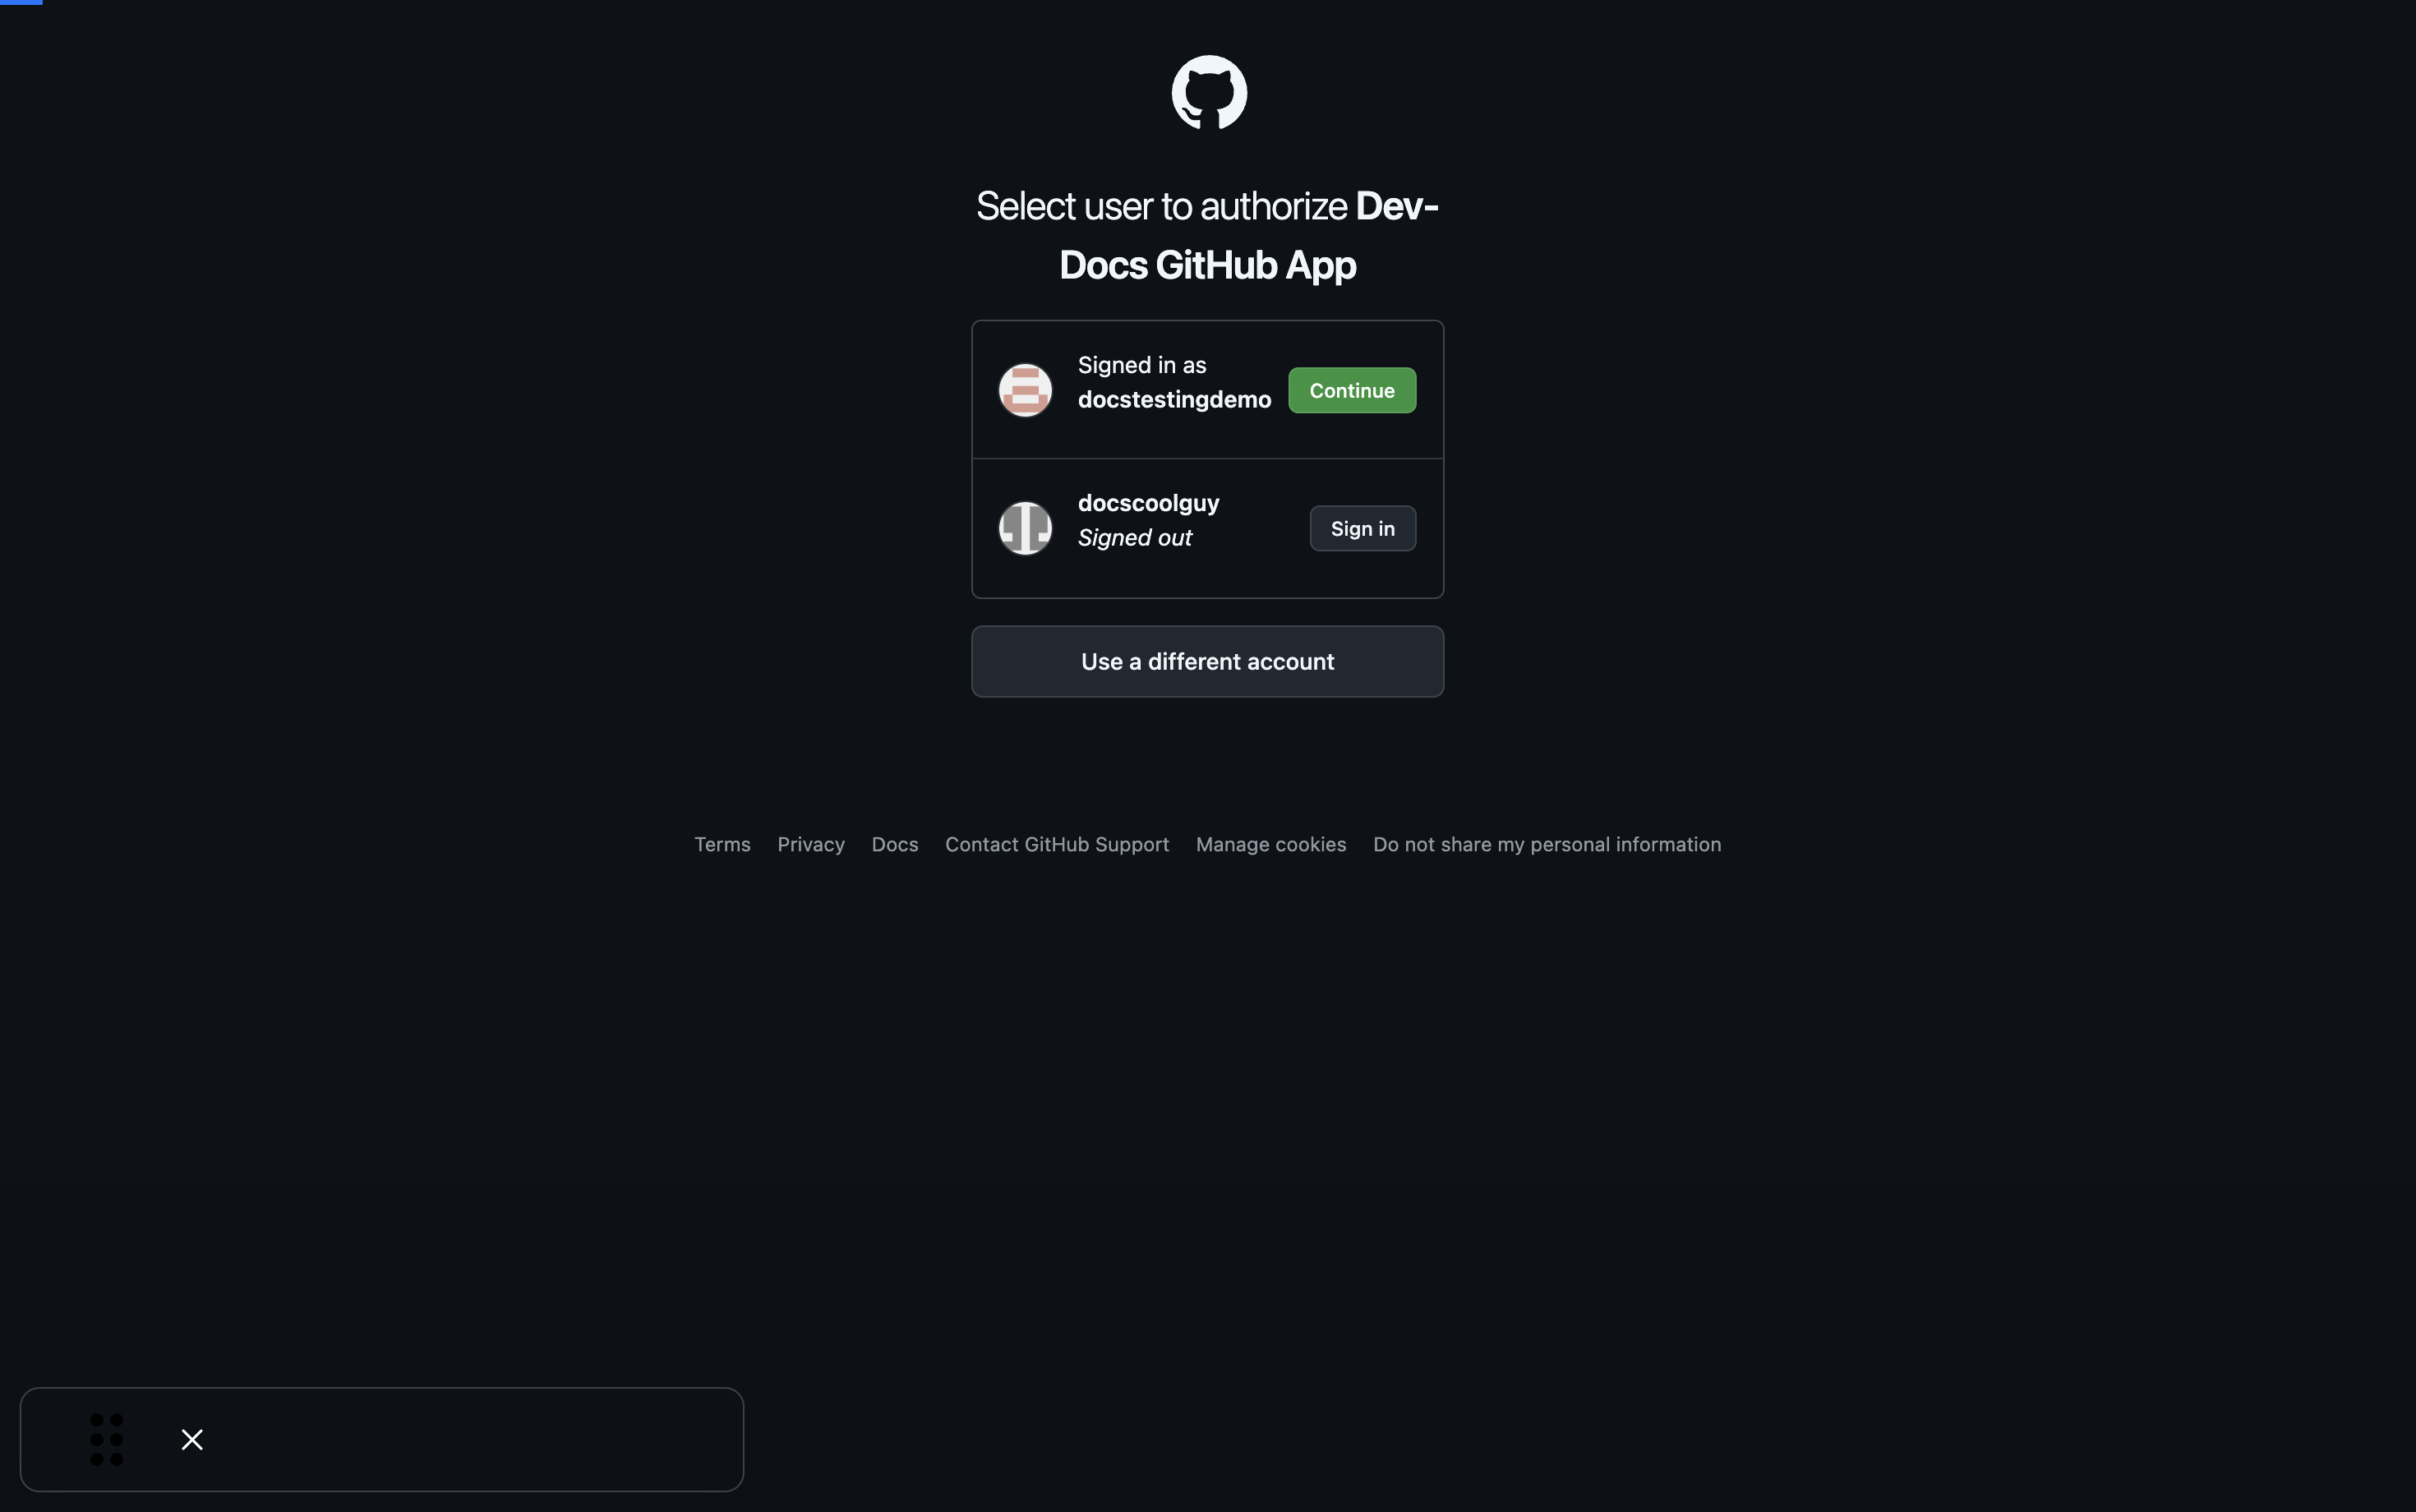 Select user to authorize Dev-
Docs GitHub App
Signed in as
docstestingdemo
Continue
docscoolguy
Signed out
Sign in
Use a different account
Terms Privacy Docs Contact GitHub Support Manage cookies Do not share my personal information